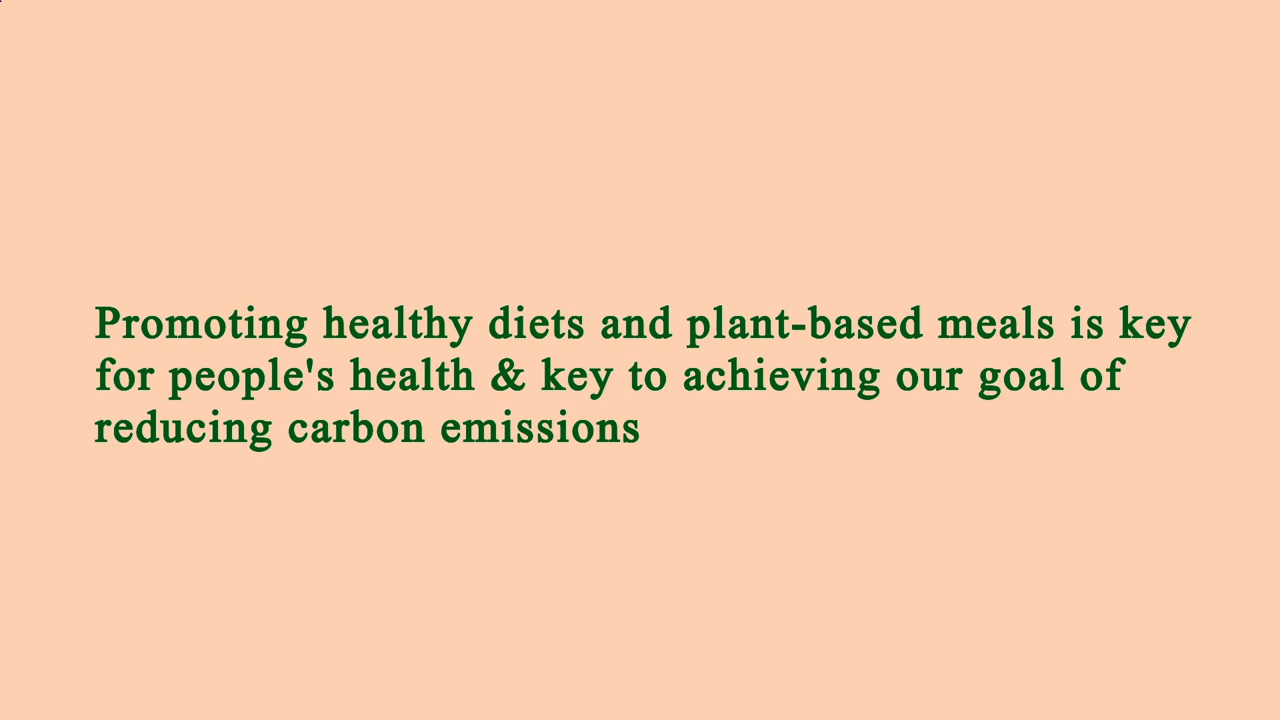 Promoting healthy diets and plant-based meals is key
for people's health & key to achieving our goal of
reducing carbon emissions